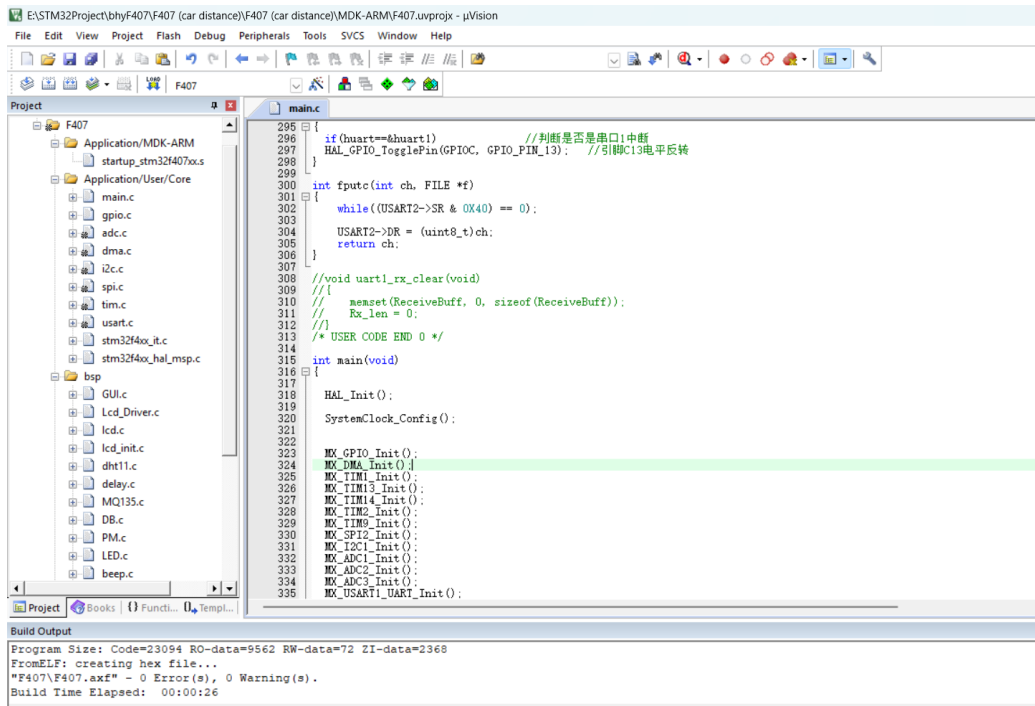 E:\STM32Project\bhyF407\F407 (car distance)\F407 (car distance)\MDK-ARM\F407.uvprojx - µVision
File Edit View Project Flash Debug Peripherals Tools SVCS Window Help
LOAD F407
Project
main.c
F407
Application/MDK-ARM
startup_stm32f407xx.s
Application/User/Core
main.c
gpio.c
adc.c
dma.c
i2c.c
spi.c
tim.c
usart.c
stm32f4xx_it.c
stm32f4xx_hal_msp.c
bsp
GUI.c
Lcd_Driver.c
lcd.c
lcd_init.c
dht11.c
delay.c
MQ135.c
DB.c
PM.c
LED.c
beep.c
Project Books {} Functi... Templ...
295 {
296 if(huart==&huart1) //判断是否是串口1中断
297 HAL_GPIO_TogglePin(GPIOC, GPIO_PIN_13); //引脚C13电平反转
298 }
299
300 int fputc(int ch, FILE *f)
301 {
302 while((USART2->SR & 0X40) == 0);
303
304 USART2->DR = (uint8_t)ch;
305 return ch;
306 }
307
308 //void uart1_rx_clear(void)
309 //{
310 // memset(ReceiveBuff, 0, sizeof(ReceiveBuff));
311 // Rx_len = 0;
312 //}
313 /* USER CODE END 0 */
314
315 int main(void)
316 {
317
318 HAL_Init();
319
320 SystemClock_Config();
321
322
323 MX_GPIO_Init();
324 MX_DMA_Init();
325 MX_TIM1_Init();
326 MX_TIM13_Init();
327 MX_TIM14_Init();
328 MX_TIM2_Init();
329 MX_TIM9_Init();
330 MX_SPI2_Init();
331 MX_I2C1_Init();
332 MX_ADC1_Init();
333 MX_ADC2_Init();
334 MX_ADC3_Init();
335 MX_USART1_UART_Init();
Build Output
Program Size: Code=23094 RO-data=9562 RW-data=72 ZI-data=2368
FromELF: creating hex file...
"F407\F407.axf" - 0 Error(s), 0 Warning(s).
Build Time Elapsed: 00:00:26